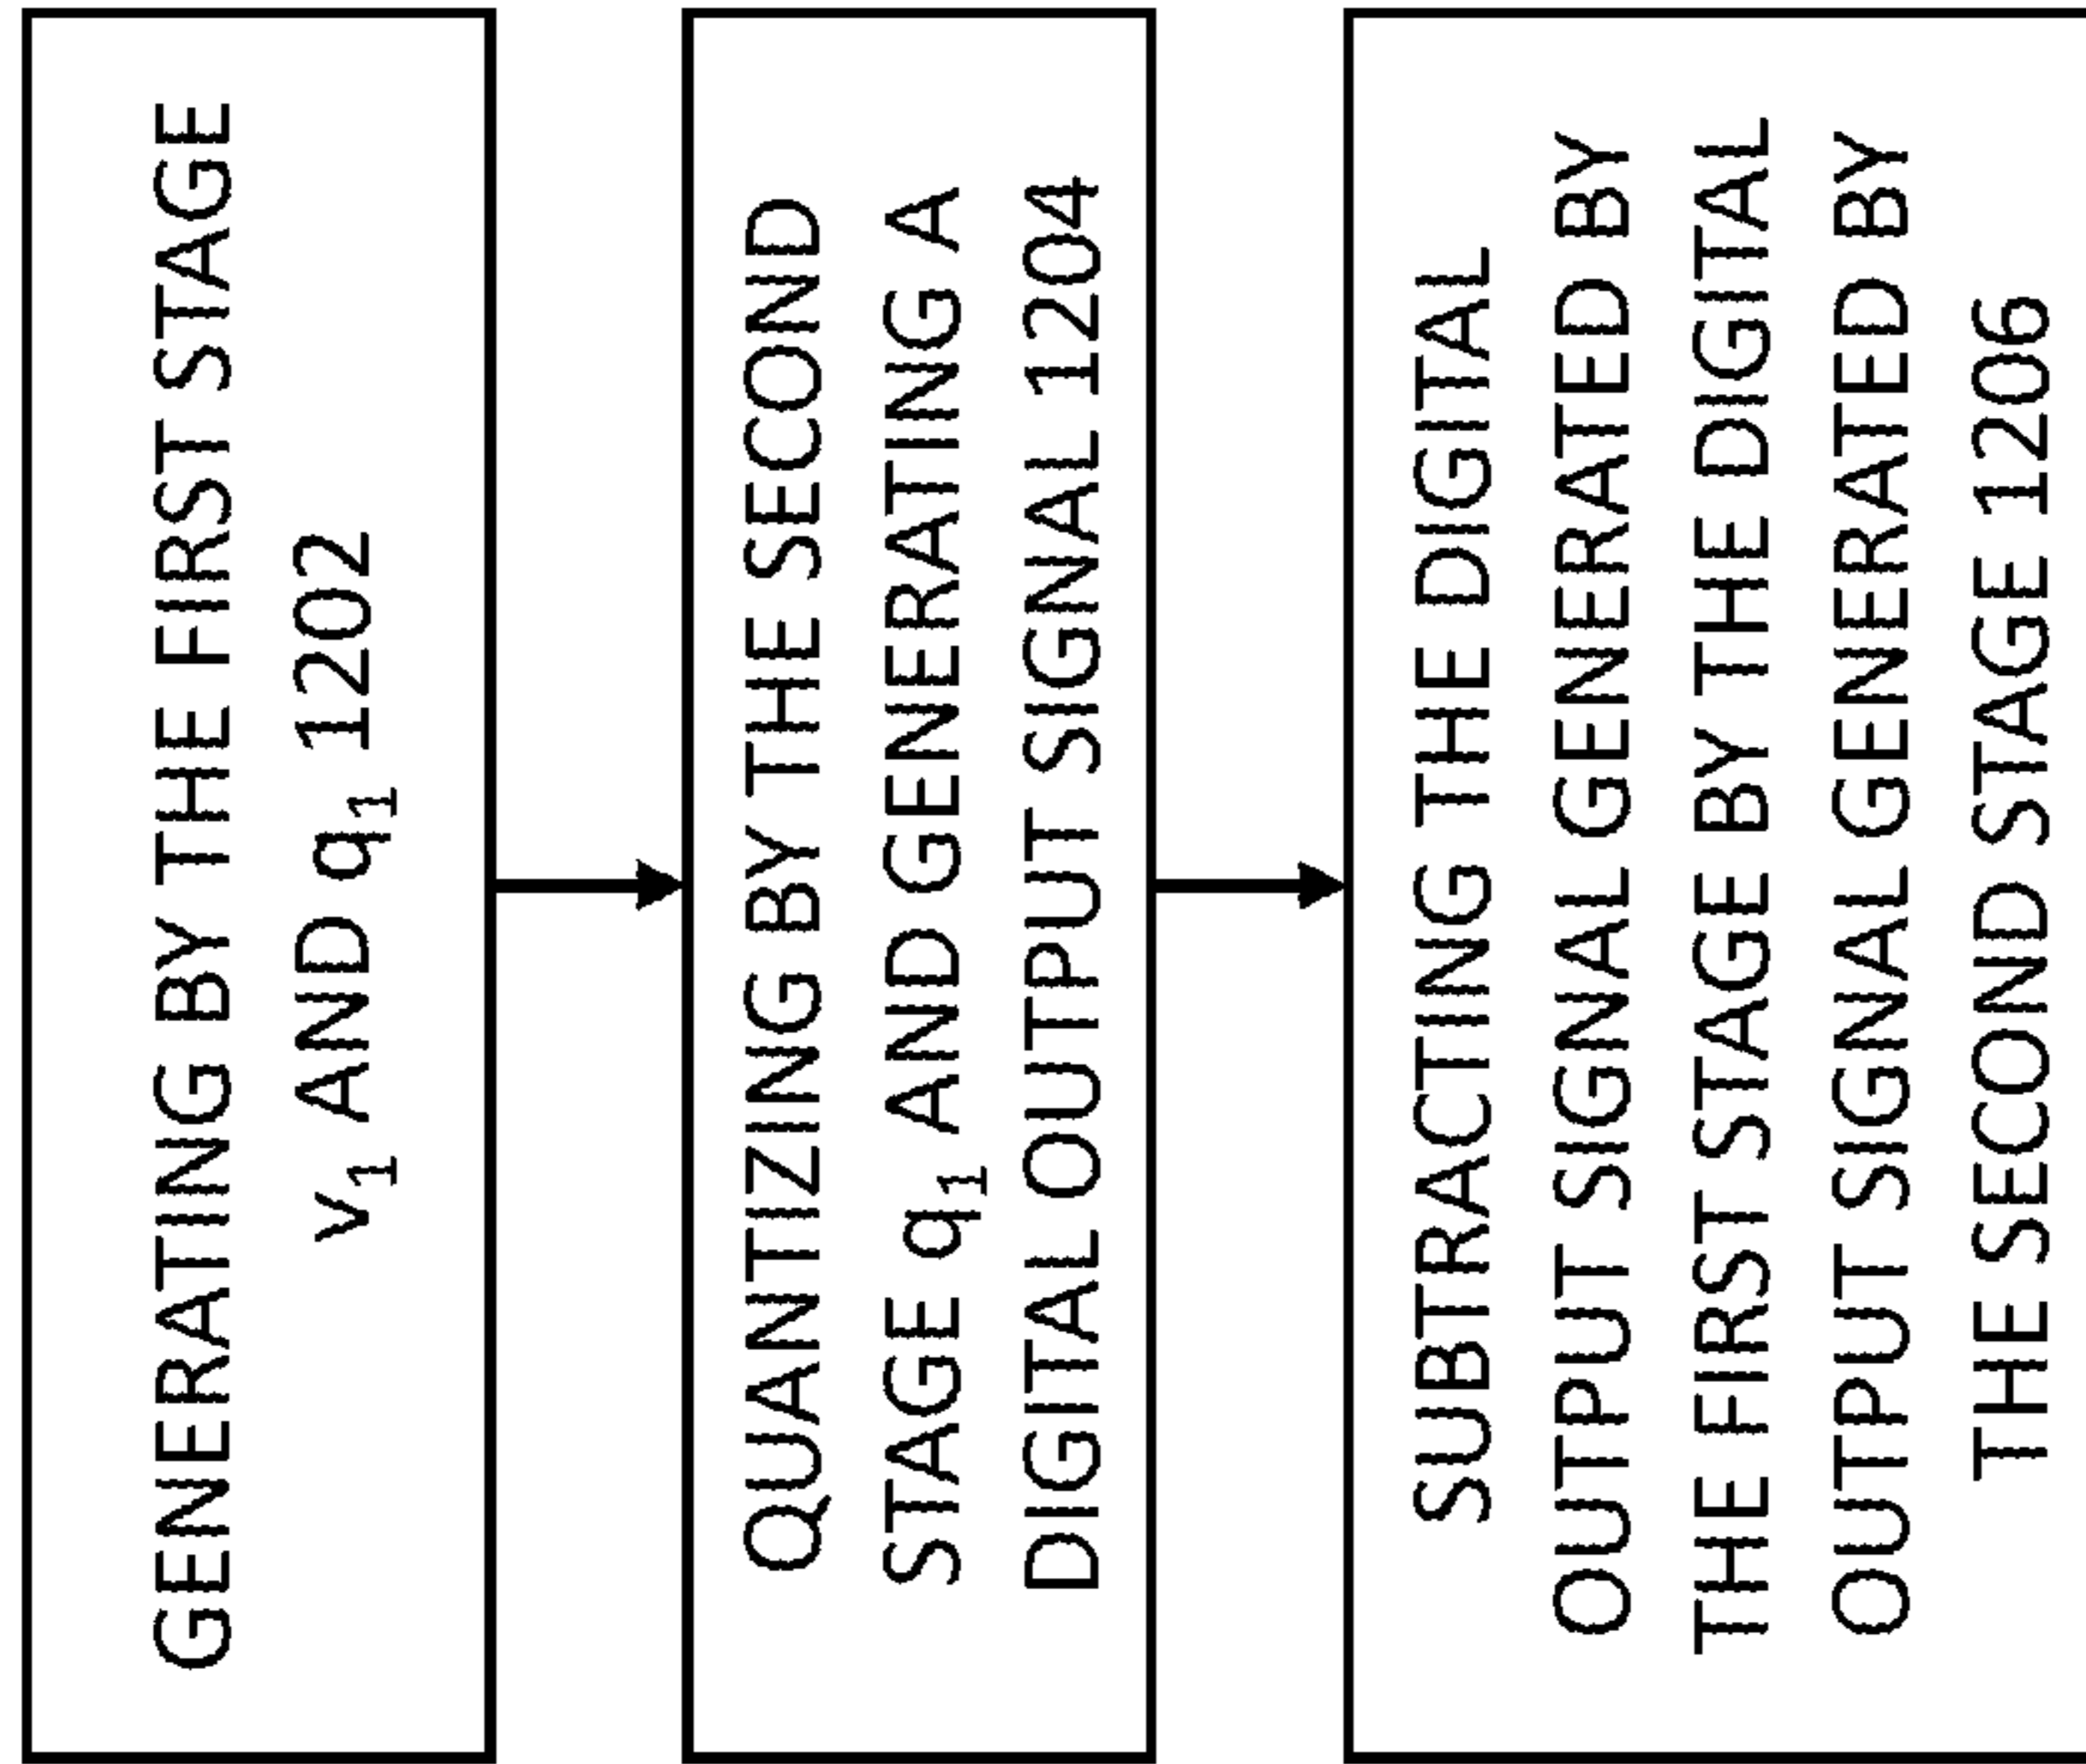 GENERATING BY THE FIRST STAGE
v₁ AND q₁ 1202
QUANTIZING BY THE SECOND
STAGE q₁ AND GENERATING A
DIGITAL OUTPUT SIGNAL 1204
SUBTRACTING THE DIGITAL
OUTPUT SIGNAL GENERATED BY
THE FIRST STAGE BY THE DIGITAL
OUTPUT SIGNAL GENERATED BY
THE SECOND STAGE 1206